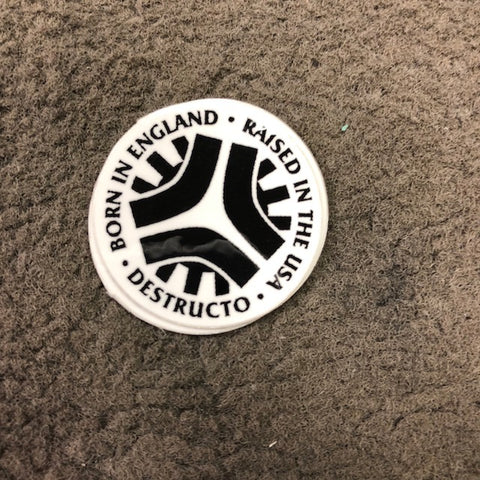 BORN IN ENGLAND • RAISED IN THE USA • DESTRUCTO •